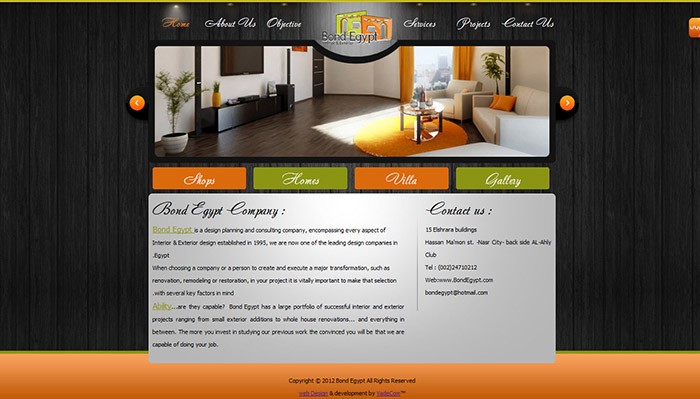 Home About Us Objective Services Projects Contact Us
Bond Egypt
Shops Homes Villa Gallery
Bond Egypt Company :
Bond Egypt is a design planning and consulting company, encompassing every aspect of
Interior & Exterior design established in 1995, we are now one of the leading design companies in
.Egypt
When choosing a company or a person to create and execute a major transformation, such as
renovation, remodeling or restoration, in your project it is vitally important to make that selection
.with several key factors in mind
Ability...are they capable? Bond Egypt has a large portfolio of successful interior and exterior
projects ranging from small exterior additions to whole house renovations... and everything in
between. The more you invest in studying our previous work the convinced you will be that we are
capable of doing your job.
Contact us :
15 Elshrara buildings
Hassan Ma'mon st. -Nasr City- back side AL-Ahly
Club
Tel : (002)24710212
Web:www.BondEgypt.com
bondegypt@hotmail.com
Copyright © 2012 Bond Egypt All Rights Reserved
web Design & development by VadeCom™